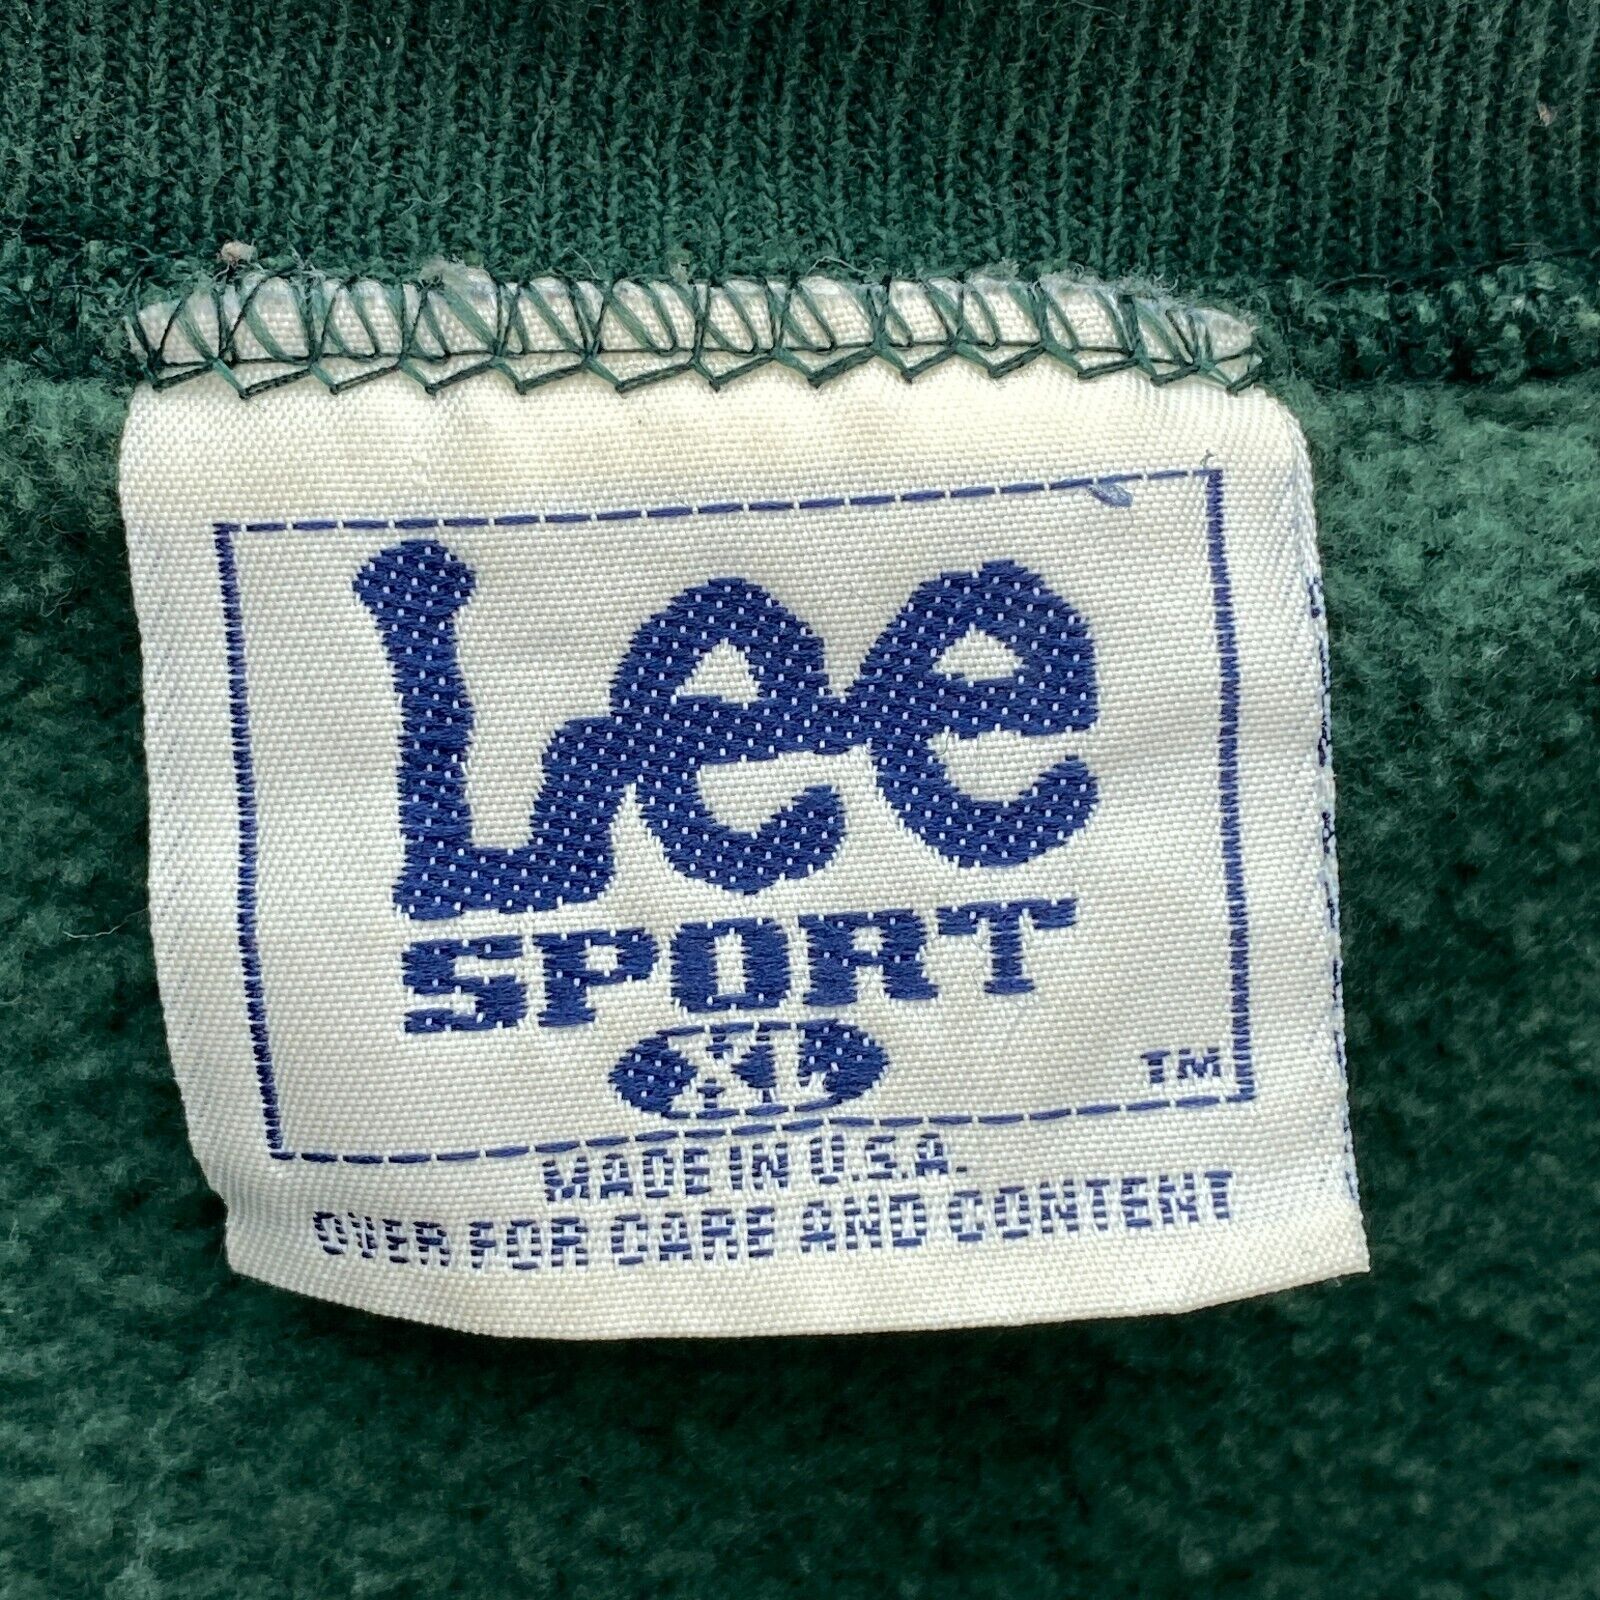 Lee
SPORT
XL
TM
MADE IN U.S.A.
OVER FOR CARE AND CONTENT